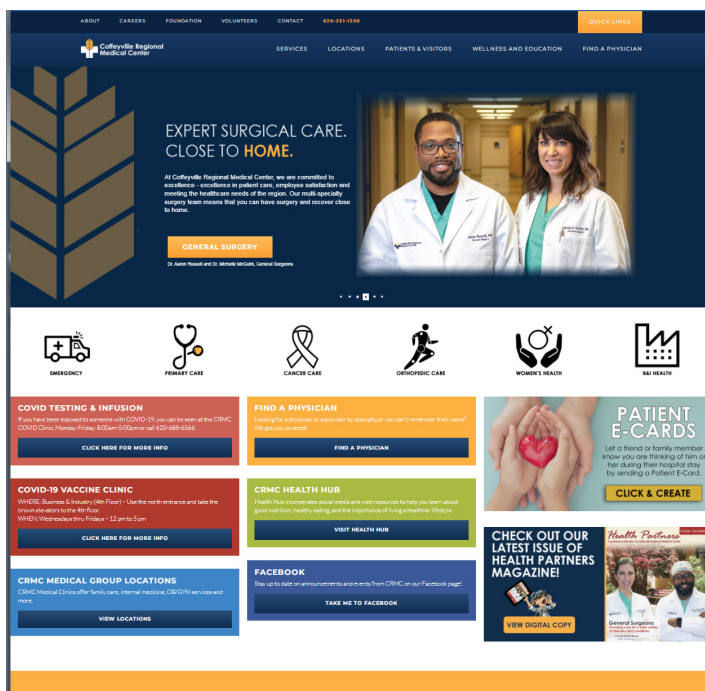 ABOUT CAREERS FOUNDATION VOLUNTEERS CONTACT 620-251-1200 QUICK LINKS
Coffeyville Regional
Medical Center
SERVICES LOCATIONS PATIENTS & VISITORS WELLNESS AND EDUCATION FIND A PHYSICIAN
EXPERT SURGICAL CARE.
CLOSE TO HOME.
At Coffeyville Regional Medical Center, we are committed to
excellence - excellence in patient care, employee satisfaction and
meeting the healthcare needs of the region. Our multi-specialty
surgery team means that you can have surgery and recover close
to home.
GENERAL SURGERY
Dr. Aaron Russell and Dr. Michelle McGuirk, General Surgeons
EMERGENCY
PRIMARY CARE
CANCER CARE
ORTHOPEDIC CARE
WOMEN'S HEALTH
B&I HEALTH
COVID TESTING & INFUSION
If you have been exposed to someone with COVID-19, you can be seen at the CRMC
COVID Clinic. Monday-Friday: 8:00am-5:00pm or call 620-688-6566.
CLICK HERE FOR MORE INFO
COVID-19 VACCINE CLINIC
WHERE: Business & Industry (4th Floor) – Use the north entrance and take the
brown elevators to the 4th floor.
WHEN: Wednesdays thru Fridays – 12 pm to 5 pm
CLICK HERE FOR MORE INFO
CRMC MEDICAL GROUP LOCATIONS
CRMC Medical Clinics offer family care, internal medicine, OB/GYN services and
more.
VIEW LOCATIONS
FIND A PHYSICIAN
Looking for a physician or a provider by specialty,or you can't remember their name?
We got you covered!
FIND A PHYSICIAN
CRMC HEALTH HUB
Health Hub incorporates social media and web resources to help you learn about
good nutrition, healthy eating, and the importance of living a healthier lifestyle.
VISIT HEALTH HUB
FACEBOOK
Stay up to date on announcements and events from CRMC on our Facebook page!
TAKE ME TO FACEBOOK
PATIENT
E-CARDS
Let a friend or family member
know you are thinking of him or
her during their hospital stay
by sending a Patient E-Card.
CLICK & CREATE
CHECK OUT OUR
LATEST ISSUE OF
HEALTH PARTNERS
MAGAZINE!
VIEW DIGITAL COPY
Health Partners
General Surgeons